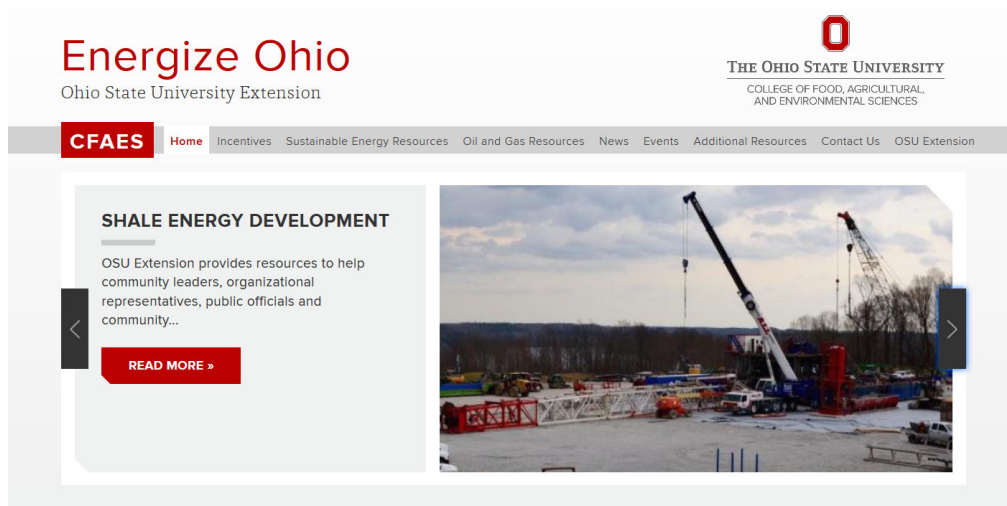 Energize Ohio
Ohio State University Extension
THE OHIO STATE UNIVERSITY
COLLEGE OF FOOD, AGRICULTURAL,
AND ENVIRONMENTAL SCIENCES
CFAES Home Incentives Sustainable Energy Resources Oil and Gas Resources News Events Additional Resources Contact Us OSU Extension
SHALE ENERGY DEVELOPMENT
OSU Extension provides resources to help
community leaders, organizational
representatives, public officials and
community...
READ MORE »